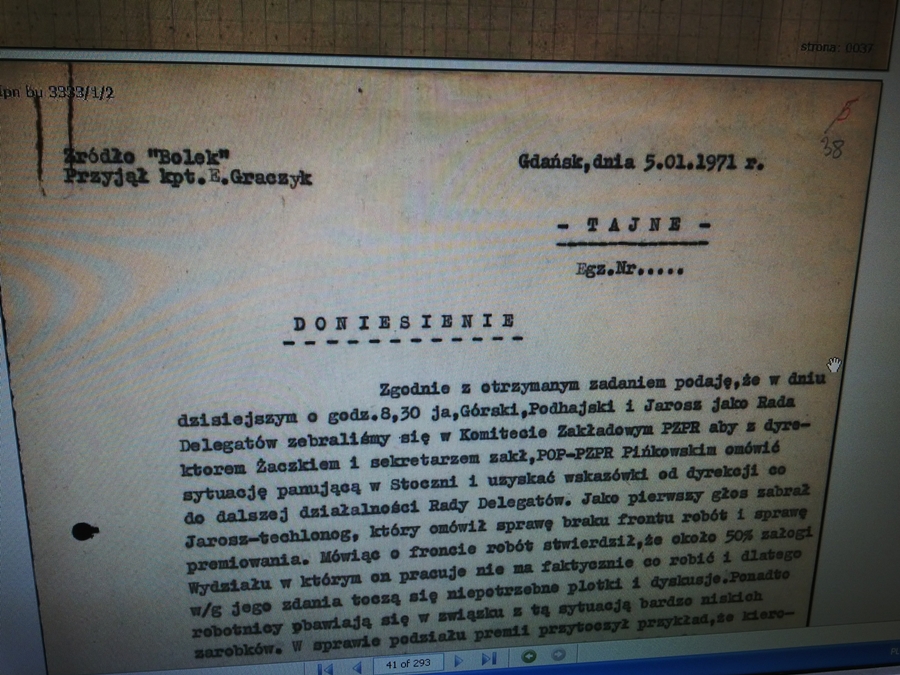 strona: 0037
ipn bu 3333/1/2
5
38
Źródło "Bolek"
Przyjął kpt.E.Graczyk
Gdańsk,dnia 5.01.1971 r.
- T A J N E -
Egz.Nr.....
D O N I E S I E N I E
Zgodnie z otrzymanym zadaniem podaję,że w dniu
dzisiejszym o godz.8,30 ja,Górski,Podhajski i Jarosz jako Rada
Delegatów zebraliśmy się w Komitecie Zakładowym PZPR aby z dyre-
ktorem Żaczkiem i sekretarzem zakł,POP-PZPR Pińkowskim omówić
sytuację panującą w Stoczni i uzyskać wskazówki od dyrekcji co
do dalszej działalności Rady Delegatów. Jako pierwszy głos zabrał
Jarosz-techlonog, który omówił sprawę braku frontu robót i sprawę
premiowania. Mówiąc o froncie robót stwierdził,że około 50% załogi
Wydziału w którym on pracuje nie ma faktycznie co robić i dlatego
w/g jego zdania toczą się niepotrzebne plotki i dyskusje.Ponadto
robotnicy pbawiają się w związku z tą sytuacją bardzo niskich
zarobków. W sprawie podziału premii przytoczył przykład,że kiero-
41 of 293
PL